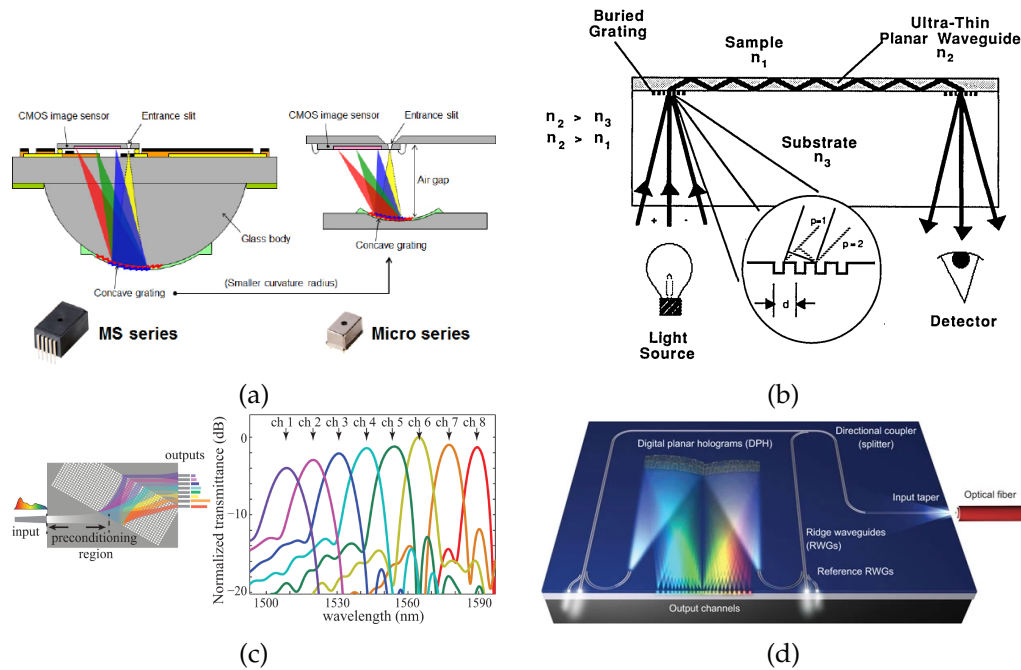 CMOS image sensor
Entrance slit
Glass body
Concave grating
MS series
(Smaller curvature radius)
CMOS image sensor
Entrance slit
Air gap
Concave grating
Micro series
(a)
Buried
Grating
Sample
n1
Ultra-Thin
Planar Waveguide
n2
n2 > n3
n2 > n1
Substrate
n3
+ -
p=1
p=2
d
Light
Source
Detector
(b)
input
preconditioning
region
outputs
ch 1 ch 2 ch 3 ch 4 ch 5 ch 6 ch 7 ch 8
Normalized transmittance (dB)
0
−10
−20
1500 1530 1560 1590
wavelength (nm)
(c)
Digital planar holograms (DPH)
Directional coupler
(splitter)
Input taper
Optical fiber
Ridge waveguides
(RWGs)
Reference RWGs
Output channels
(d)